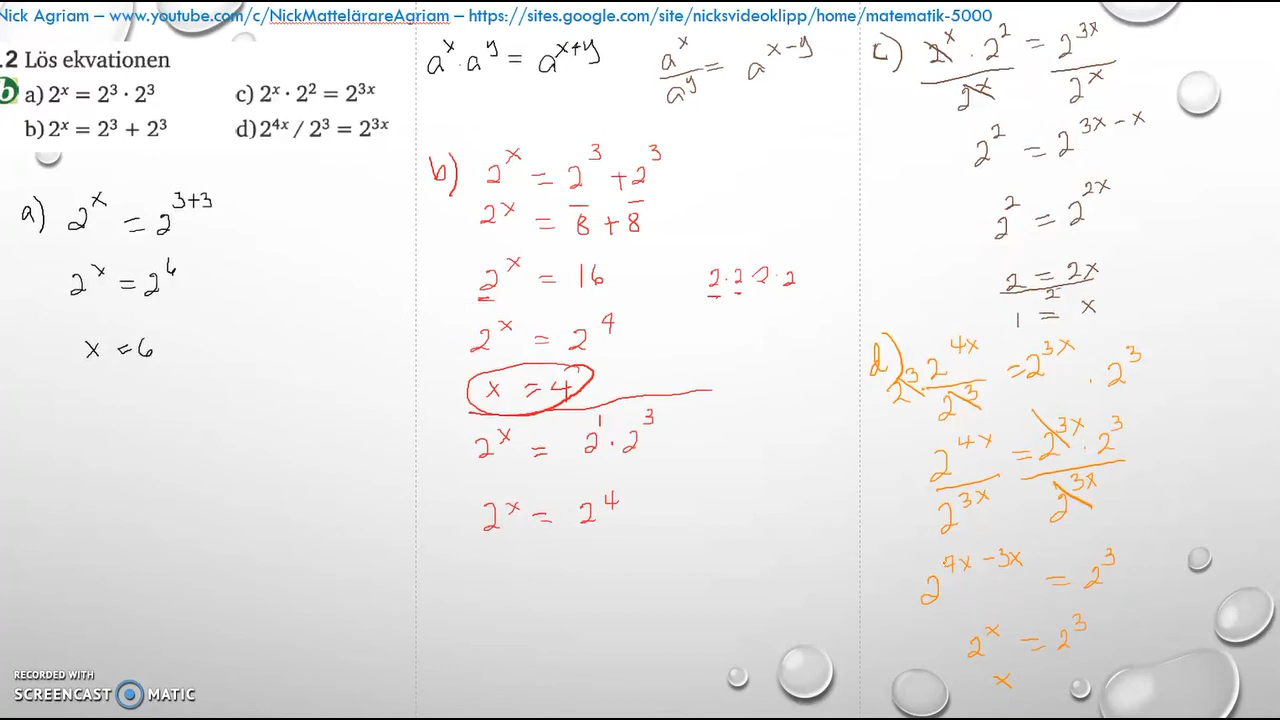 Nick Agriam – www.youtube.com/c/NickMattelärareAgriam – https://sites.google.com/site/nicksvideoklipp/home/matematik-5000
.2 Lös ekvationen
b a) 2^x = 2^3 · 2^3
c) 2^x · 2^2 = 2^{3x}
b) 2^x = 2^3 + 2^3
d) 2^{4x} / 2^3 = 2^{3x}
a) 2^x = 2^{3+3}
2^x = 2^6
x = 6
a^x · a^y = a^{x+y}
a^x / a^y = a^{x-y}
b) 2^x = 2^3 + 2^3
2^x = 8 + 8
2^x = 16
2·2·2·2
2^x = 2^4
x = 4
2^x = 2^1 · 2^3
2^x = 2^4
c) 2^x · 2^2 / 2^x = 2^{3x} / 2^x
2^2 = 2^{3x-x}
2^2 = 2^{2x}
2 = 2x
2
1 = x
d) 2^3 · 2^{4x} / 2^3 = 2^{3x} · 2^3
2^{4x} / 2^{3x} = 2^{3x} · 2^3 / 2^{3x}
2^{4x-3x} = 2^3
2^x = 2^3
x
RECORDED WITH
SCREENCAST MATIC